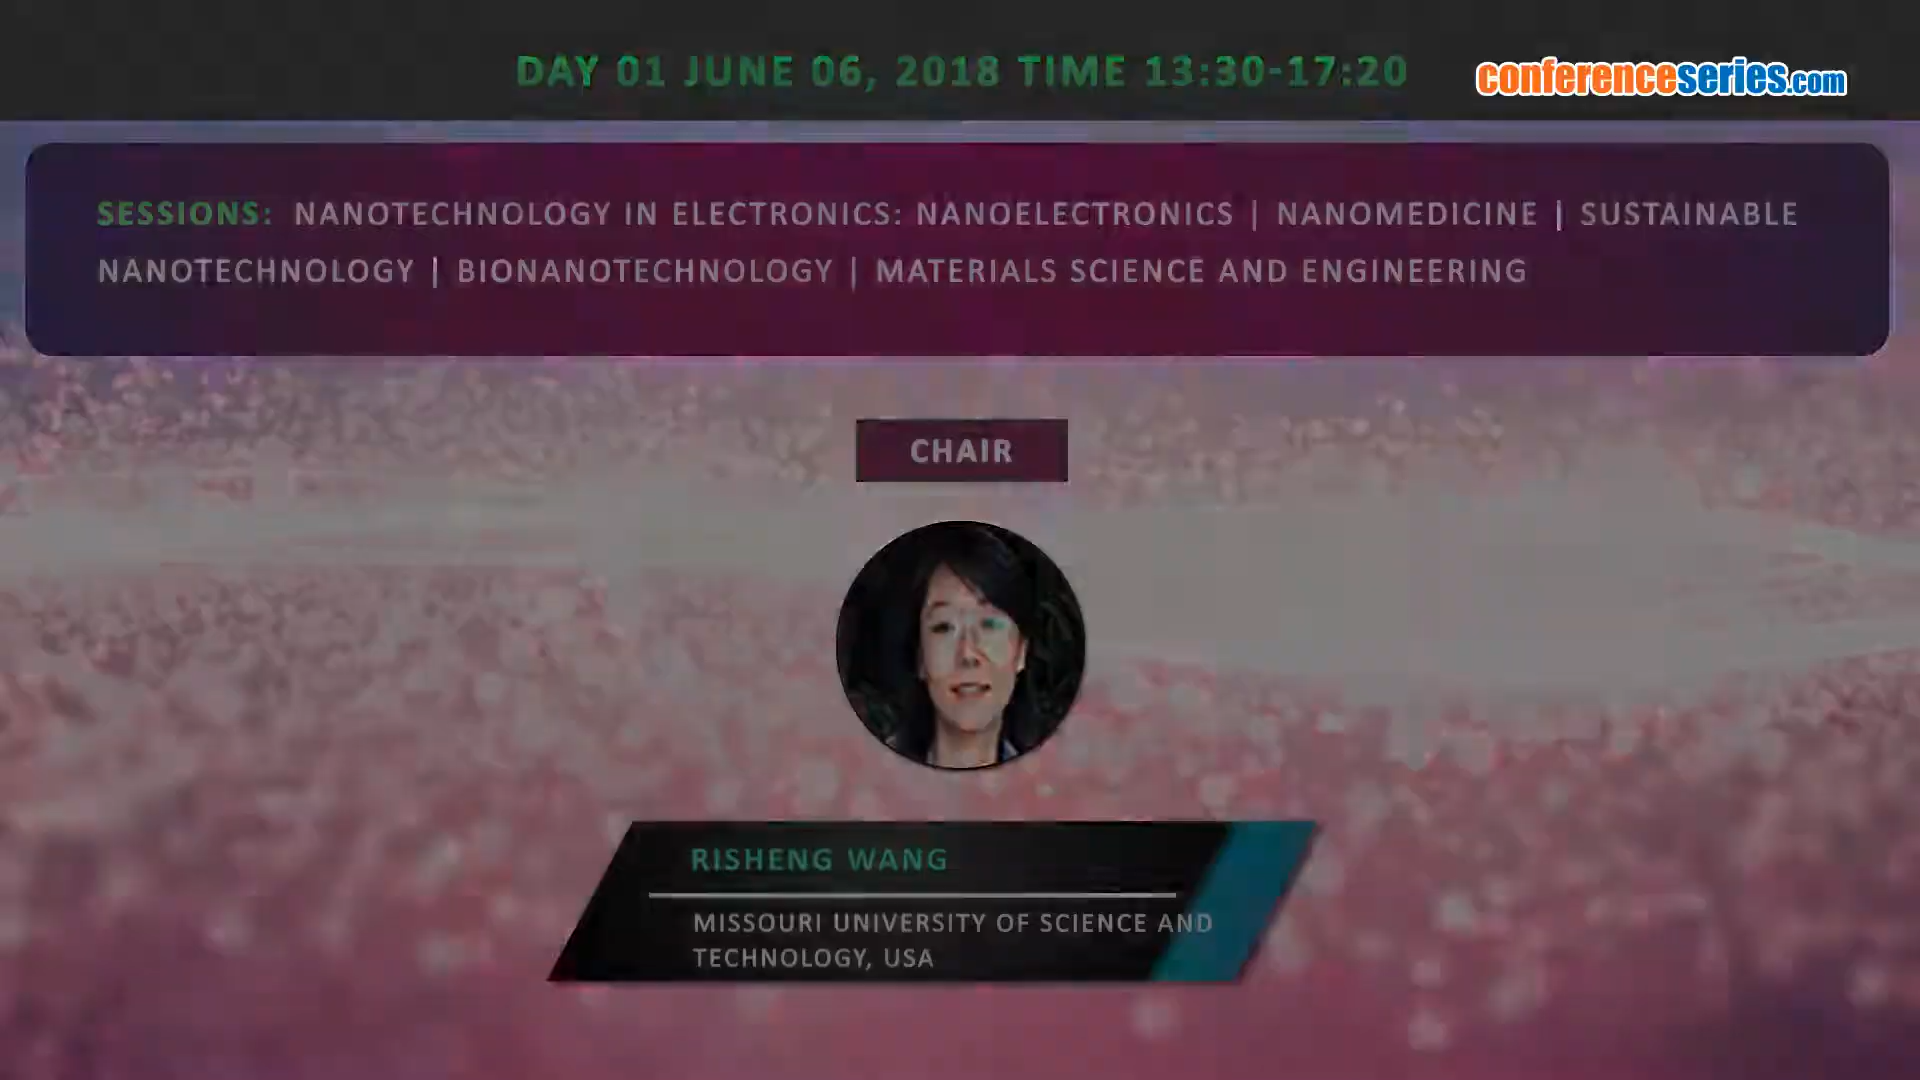 DAY 01 JUNE 06, 2018 TIME 13:30-17:20
conferenceseries.com
SESSIONS: NANOTECHNOLOGY IN ELECTRONICS: NANOELECTRONICS | NANOMEDICINE | SUSTAINABLE
NANOTECHNOLOGY | BIONANOTECHNOLOGY | MATERIALS SCIENCE AND ENGINEERING
CHAIR
RISHENG WANG
MISSOURI UNIVERSITY OF SCIENCE AND
TECHNOLOGY, USA